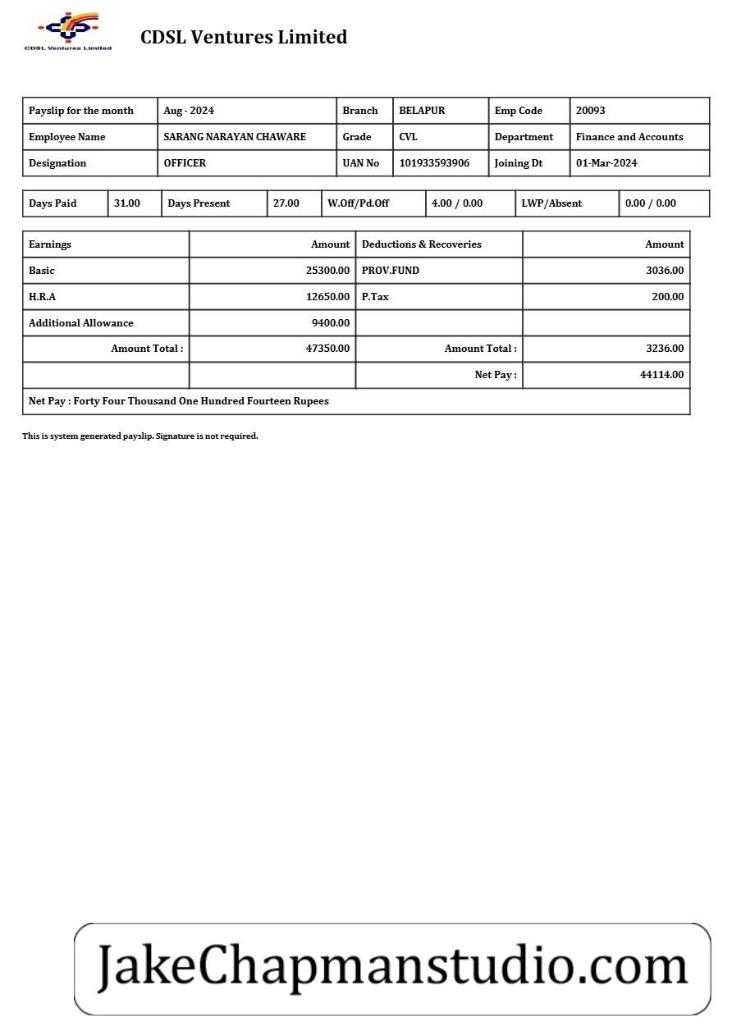 CDSL Ventures Limited
CDSL Ventures Limited
Payslip for the month Aug - 2024 Branch BELAPUR Emp Code 20093
Employee Name SARANG NARAYAN CHAWARE Grade CVL Department Finance and Accounts
Designation OFFICER UAN No 101933593906 Joining Dt 01-Mar-2024
Days Paid 31.00 Days Present 27.00 W.Off/Pd.Off 4.00 / 0.00 LWP/Absent 0.00 / 0.00
Earnings Amount Deductions & Recoveries Amount
Basic 25300.00 PROV.FUND 3036.00
H.R.A 12650.00 P.Tax 200.00
Additional Allowance 9400.00
Amount Total : 47350.00 Amount Total : 3236.00
Net Pay : 44114.00
Net Pay : Forty Four Thousand One Hundred Fourteen Rupees
This is system generated payslip. Signature is not required.
JakeChapmanstudio.com